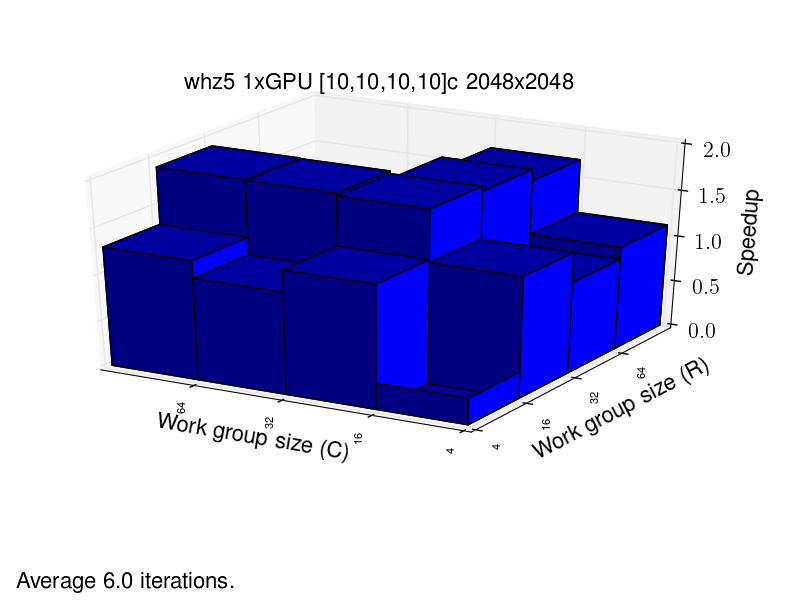 whz5 1xGPU [10,10,10,10]c 2048x2048
2.0
1.5
1.0
0.5
0.0
Speedup
64
32
16
4
Work group size (C)
4
16
32
64
Work group size (R)
Average 6.0 iterations.